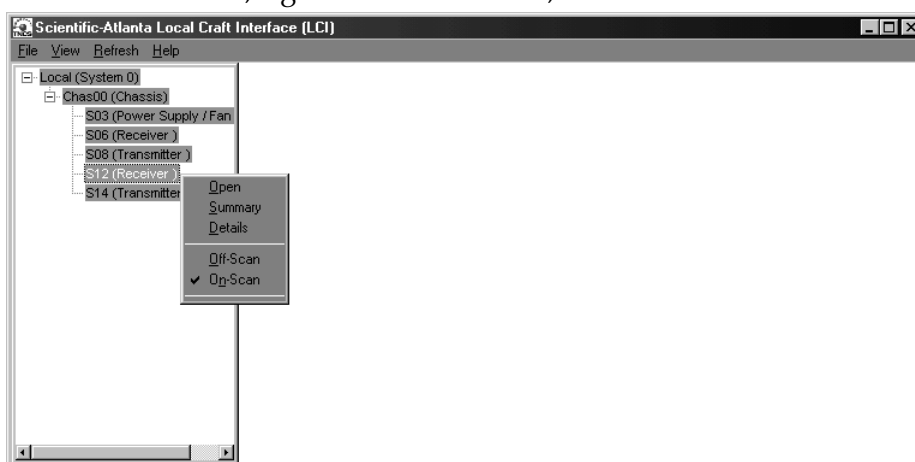 Scientific-Atlanta Local Craft Interface (LCI)
File View Refresh Help
Local (System 0)
Chas00 (Chassis)
S03 (Power Supply / Fan
S06 (Receiver )
S08 (Transmitter )
S12 (Receiver )
S14 (Transmitter
Open
Summary
Details
Off-Scan
On-Scan